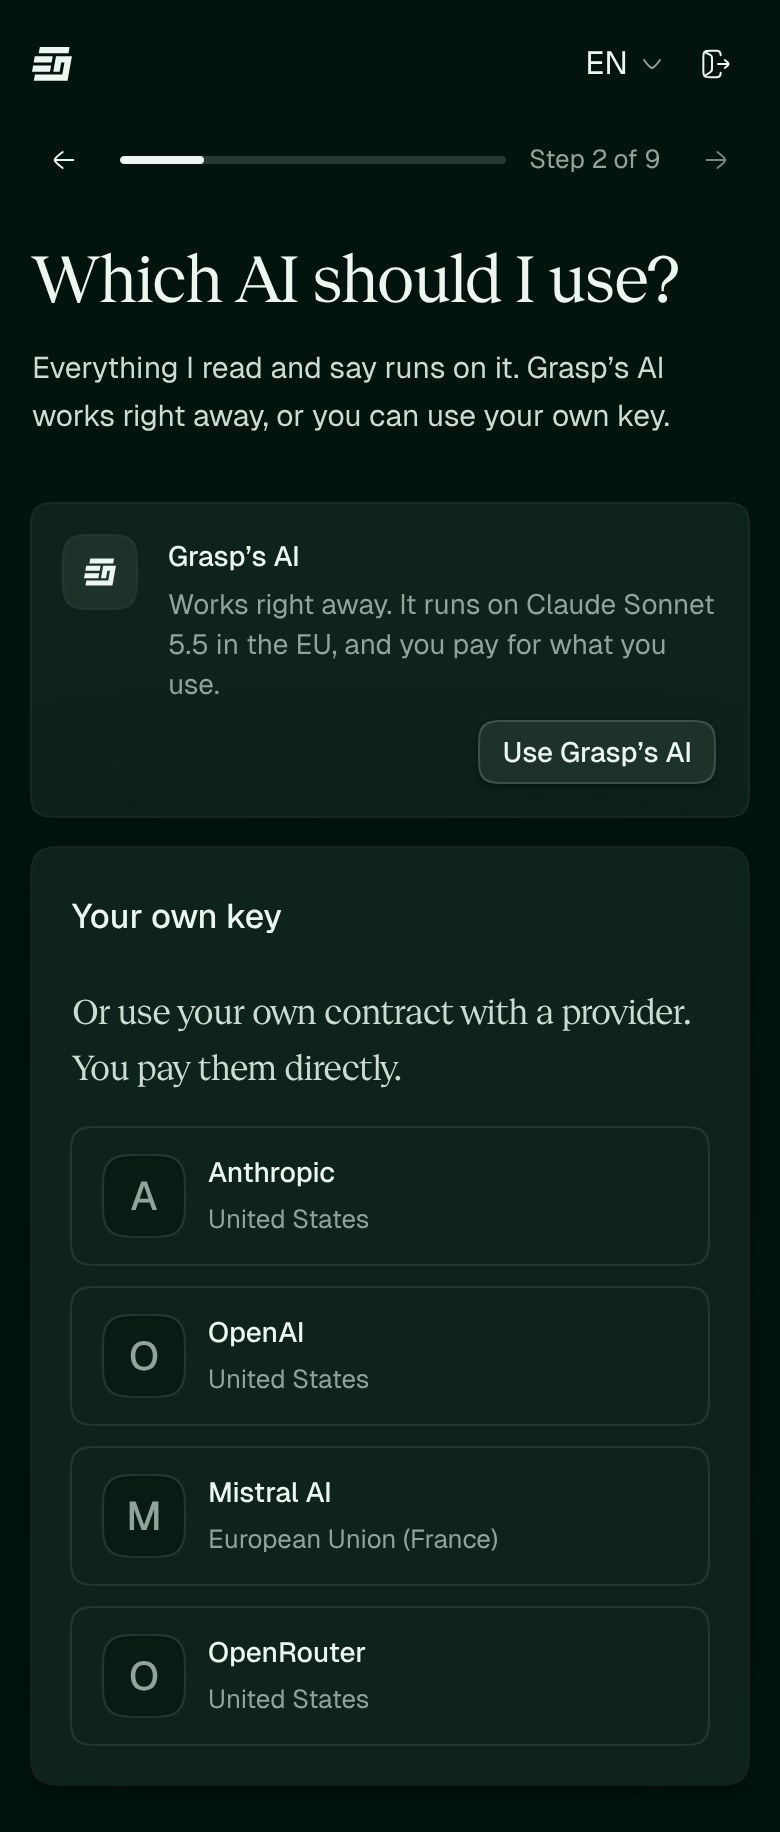 EN
Step 2 of 9
Which AI should I use?
Everything I read and say runs on it. Grasp’s AI
works right away, or you can use your own key.
Grasp’s AI
Works right away. It runs on Claude Sonnet
5.5 in the EU, and you pay for what you
use.
Use Grasp’s AI
Your own key
Or use your own contract with a provider.
You pay them directly.
A
Anthropic
United States
O
OpenAI
United States
M
Mistral AI
European Union (France)
O
OpenRouter
United States